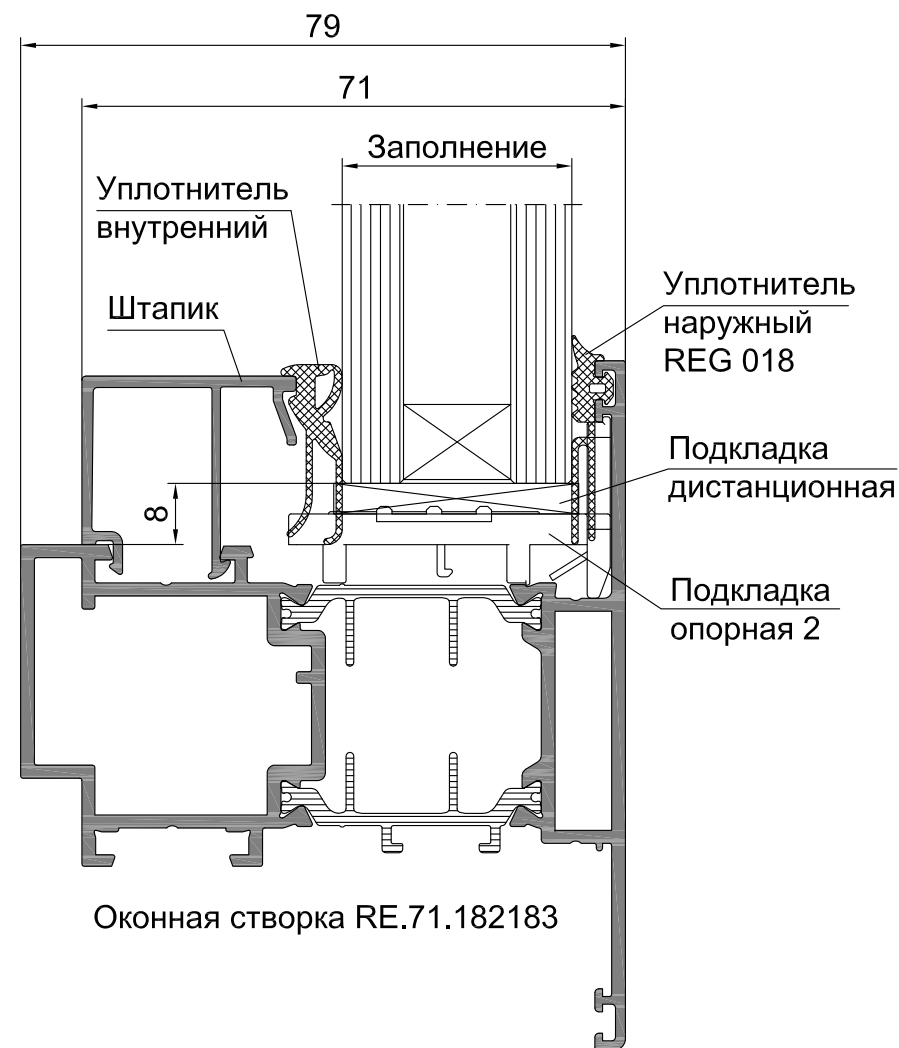 79
71
Заполнение
Уплотнитель
внутренний
Штапик
Уплотнитель
наружный
REG 018
Подкладка
дистанционная
8
Подкладка
опорная 2
Оконная створка RE.71.182183